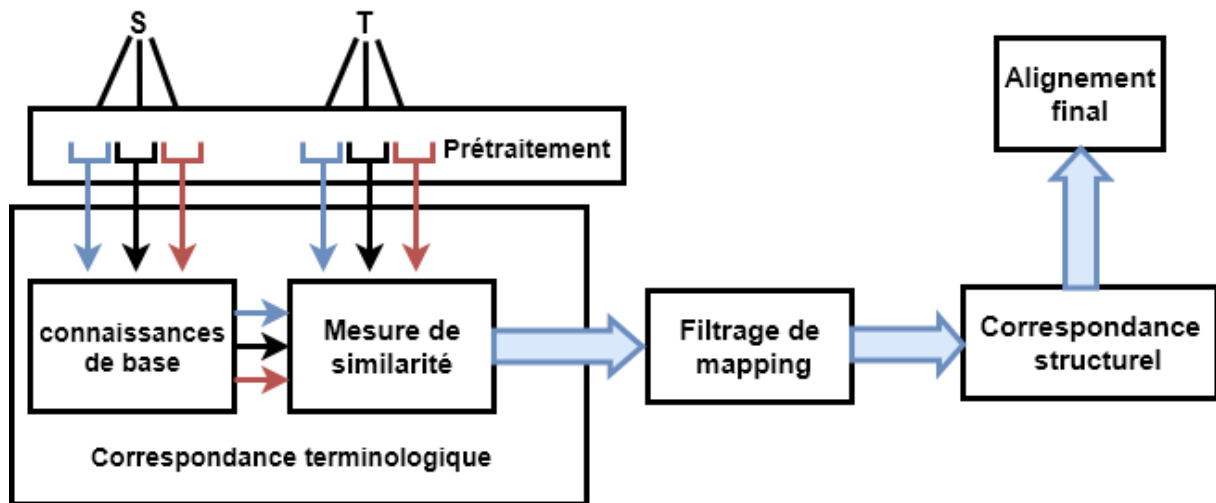 S
T
Prétraitement
connaissances
de base
Mesure de
similarité
Correspondance terminologique
Filtrage de
mapping
Correspondance
structurel
Alignement
final